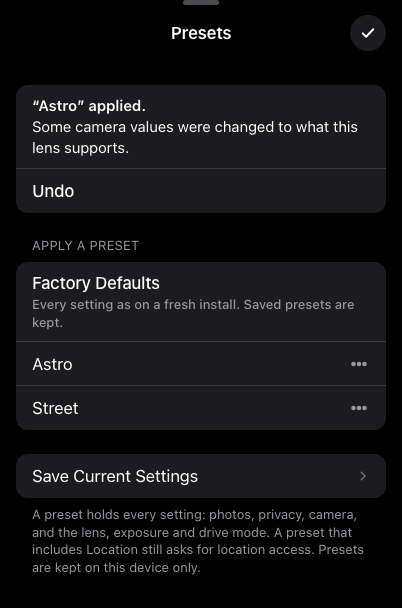 Presets
“Astro” applied.
Some camera values were changed to what this
lens supports.
Undo
APPLY A PRESET
Factory Defaults
Every setting as on a fresh install. Saved presets are
kept.
Astro
Street
Save Current Settings
A preset holds every setting: photos, privacy, camera,
and the lens, exposure and drive mode. A preset that
includes Location still asks for location access. Presets
are kept on this device only.